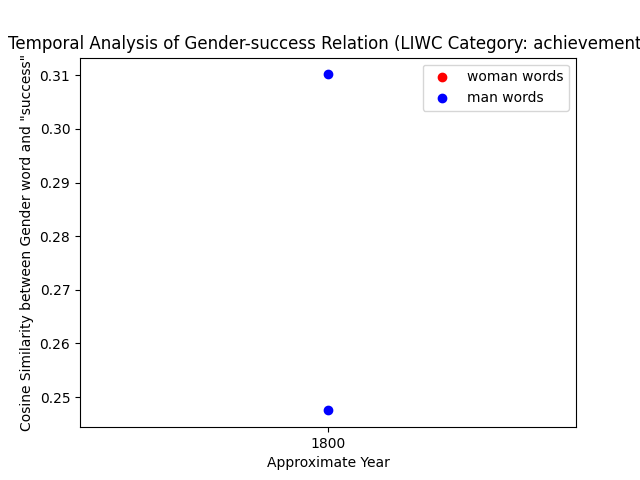 Temporal Analysis of Gender-success Relation (LIWC Category: achievement
Cosine Similarity between Gender word and "success"
0.31
0.30
0.29
0.28
0.27
0.26
0.25
woman words
man words
1800
Approximate Year